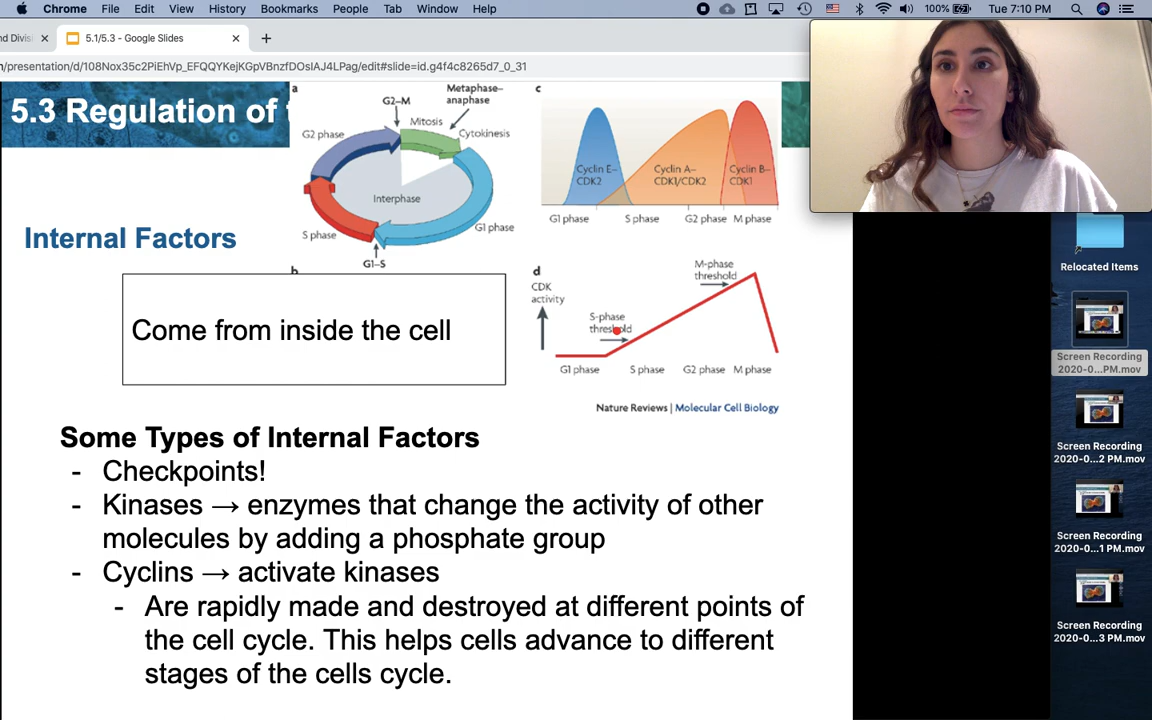 Chrome File Edit View History Bookmarks People Tab Window Help 100% Tue 7:10 PM
nd Divis
5.1/5.3 - Google Slides
/presentation/d/108Nox35c2PiEhVp_EFQQYKejKGpVBnzfDOsIAJ4LPag/edit#slide=id.g4f4c8265d7_0_31
5.3 Regulation of
a
G2–M
Metaphase–
anaphase
Mitosis
Cytokinesis
G2 phase
Interphase
S phase
G1 phase
G1–S
c
Cyclin E–
CDK2
Cyclin A–
CDK1/CDK2
Cyclin B–
CDK1
G1 phase S phase G2 phase M phase
Internal Factors
b
Come from inside the cell
d
CDK
activity
M-phase
threshold
S-phase
threshold
G1 phase S phase G2 phase M phase
Nature Reviews | Molecular Cell Biology
Some Types of Internal Factors
- Checkpoints!
- Kinases → enzymes that change the activity of other
molecules by adding a phosphate group
- Cyclins → activate kinases
- Are rapidly made and destroyed at different points of
the cell cycle. This helps cells advance to different
stages of the cells cycle.
Relocated Items
Screen Recording
2020-0...PM.mov
Screen Recording
2020-0...2 PM.mov
Screen Recording
2020-0...1 PM.mov
Screen Recording
2020-0...3 PM.mov